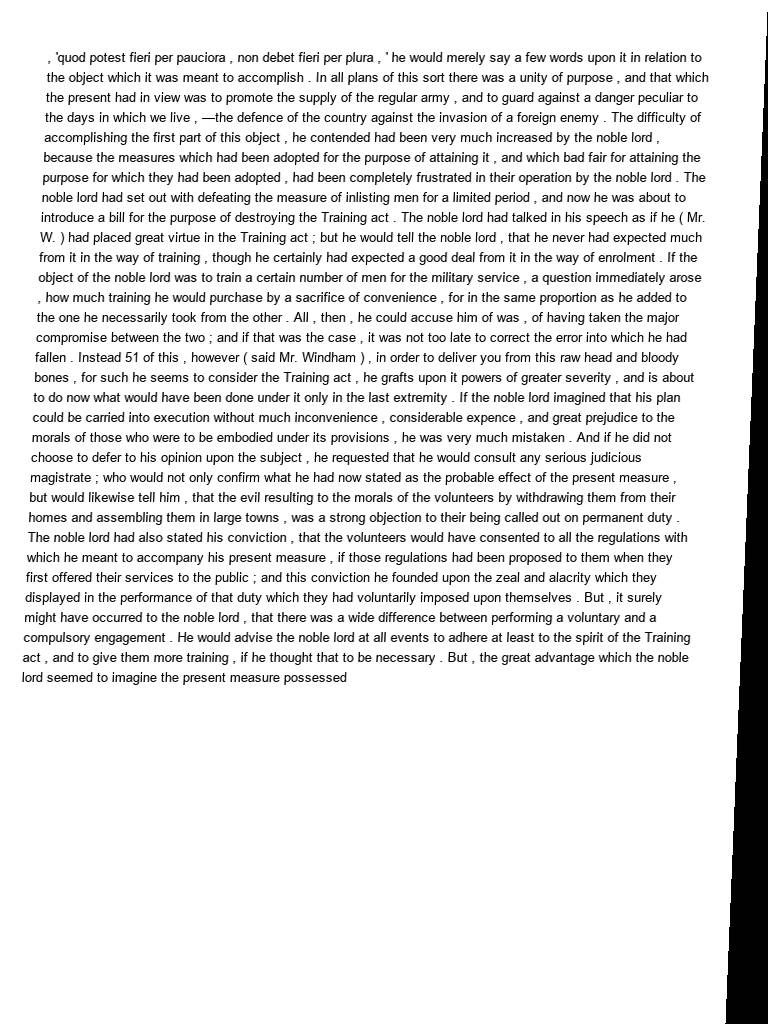 , 'quod potest fieri per pauciora , non debet fieri per plura , ' he would merely say a few words upon it in relation to
the object which it was meant to accomplish . In all plans of this sort there was a unity of purpose , and that which
the present had in view was to promote the supply of the regular army , and to guard against a danger peculiar to
the days in which we live , —the defence of the country against the invasion of a foreign enemy . The difficulty of
accomplishing the first part of this object , he contended had been very much increased by the noble lord ,
because the measures which had been adopted for the purpose of attaining it , and which bad fair for attaining the
purpose for which they had been adopted , had been completely frustrated in their operation by the noble lord . The
noble lord had set out with defeating the measure of inlisting men for a limited period , and now he was about to
introduce a bill for the purpose of destroying the Training act . The noble lord had talked in his speech as if he ( Mr.
W. ) had placed great virtue in the Training act ; but he would tell the noble lord , that he never had expected much
from it in the way of training , though he certainly had expected a good deal from it in the way of enrolment . If the
object of the noble lord was to train a certain number of men for the military service , a question immediately arose
, how much training he would purchase by a sacrifice of convenience , for in the same proportion as he added to
the one he necessarily took from the other . All , then , he could accuse him of was , of having taken the major
compromise between the two ; and if that was the case , it was not too late to correct the error into which he had
fallen . Instead 51 of this , however ( said Mr. Windham ) , in order to deliver you from this raw head and bloody
bones , for such he seems to consider the Training act , he grafts upon it powers of greater severity , and is about
to do now what would have been done under it only in the last extremity . If the noble lord imagined that his plan
could be carried into execution without much inconvenience , considerable expence , and great prejudice to the
morals of those who were to be embodied under its provisions , he was very much mistaken . And if he did not
choose to defer to his opinion upon the subject , he requested that he would consult any serious judicious
magistrate ; who would not only confirm what he had now stated as the probable effect of the present measure ,
but would likewise tell him , that the evil resulting to the morals of the volunteers by withdrawing them from their
homes and assembling them in large towns , was a strong objection to their being called out on permanent duty .
The noble lord had also stated his conviction , that the volunteers would have consented to all the regulations with
which he meant to accompany his present measure , if those regulations had been proposed to them when they
first offered their services to the public ; and this conviction he founded upon the zeal and alacrity which they
displayed in the performance of that duty which they had voluntarily imposed upon themselves . But , it surely
might have occurred to the noble lord , that there was a wide difference between performing a voluntary and a
compulsory engagement . He would advise the noble lord at all events to adhere at least to the spirit of the Training
act , and to give them more training , if he thought that to be necessary . But , the great advantage which the noble
lord seemed to imagine the present measure possessed